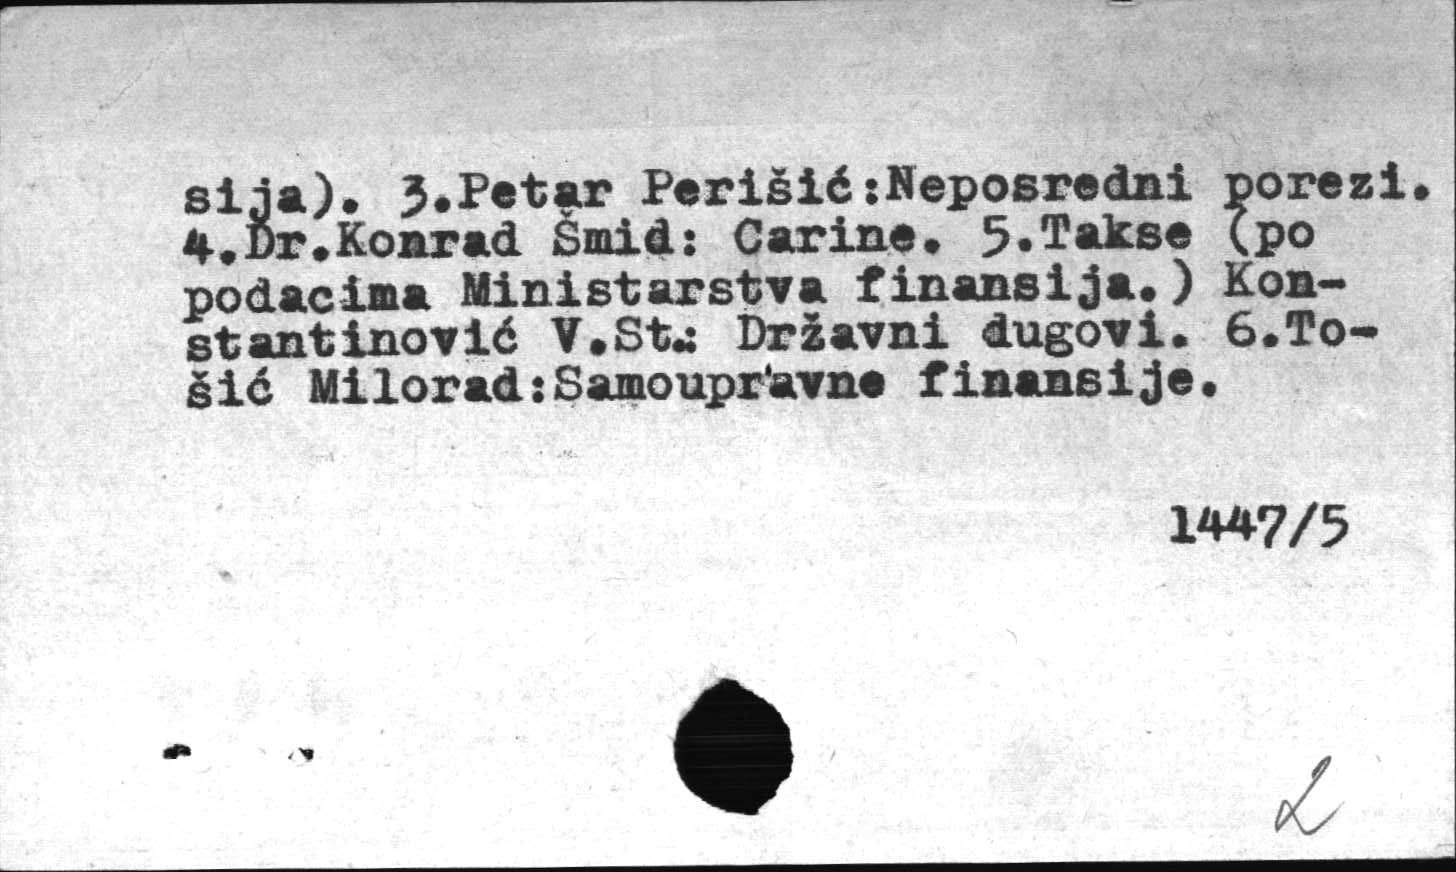 sija). 3.Petar Perišić:Neposredni porezi.
4.Dr.Konrad Šmid: Carine. 5.Takse (po
podacima Ministarstva finansija.) Kon-
stantinović V.St.: Državni dugovi. 6.To-
šić Milorad:Samoupravne finansije.
1447/5
2